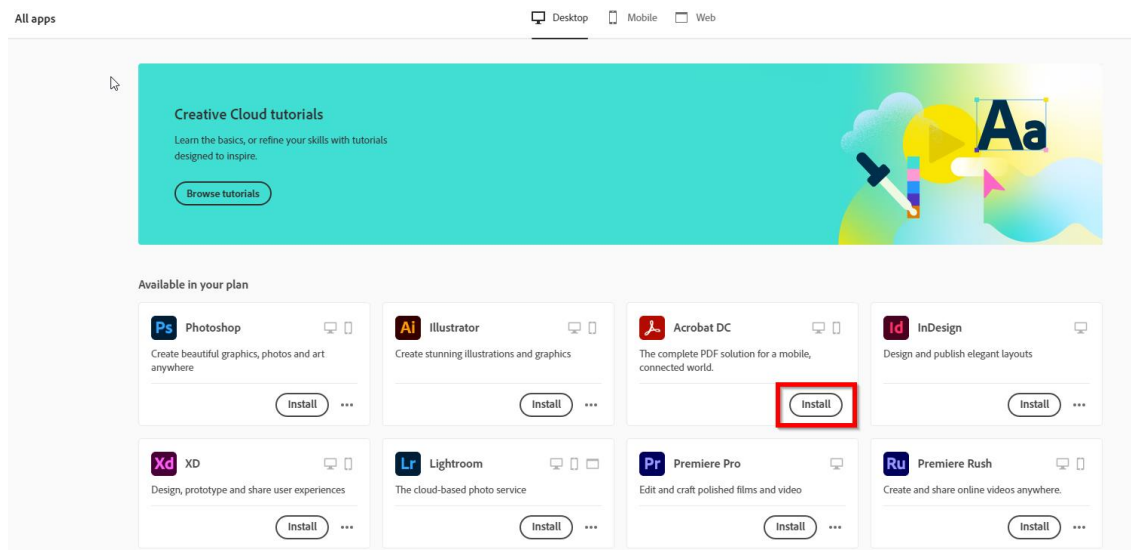 All apps
Desktop
Mobile
Web
Creative Cloud tutorials
Learn the basics, or refine your skills with tutorials
designed to inspire.
Browse tutorials
Aa
Available in your plan
Ps Photoshop
Create beautiful graphics, photos and art
anywhere
Install
Ai Illustrator
Create stunning illustrations and graphics
Install
Acrobat DC
The complete PDF solution for a mobile,
connected world.
Install
Id InDesign
Design and publish elegant layouts
Install
Xd XD
Design, prototype and share user experiences
Install
Lr Lightroom
The cloud-based photo service
Install
Pr Premiere Pro
Edit and craft polished films and video
Install
Ru Premiere Rush
Create and share online videos anywhere.
Install